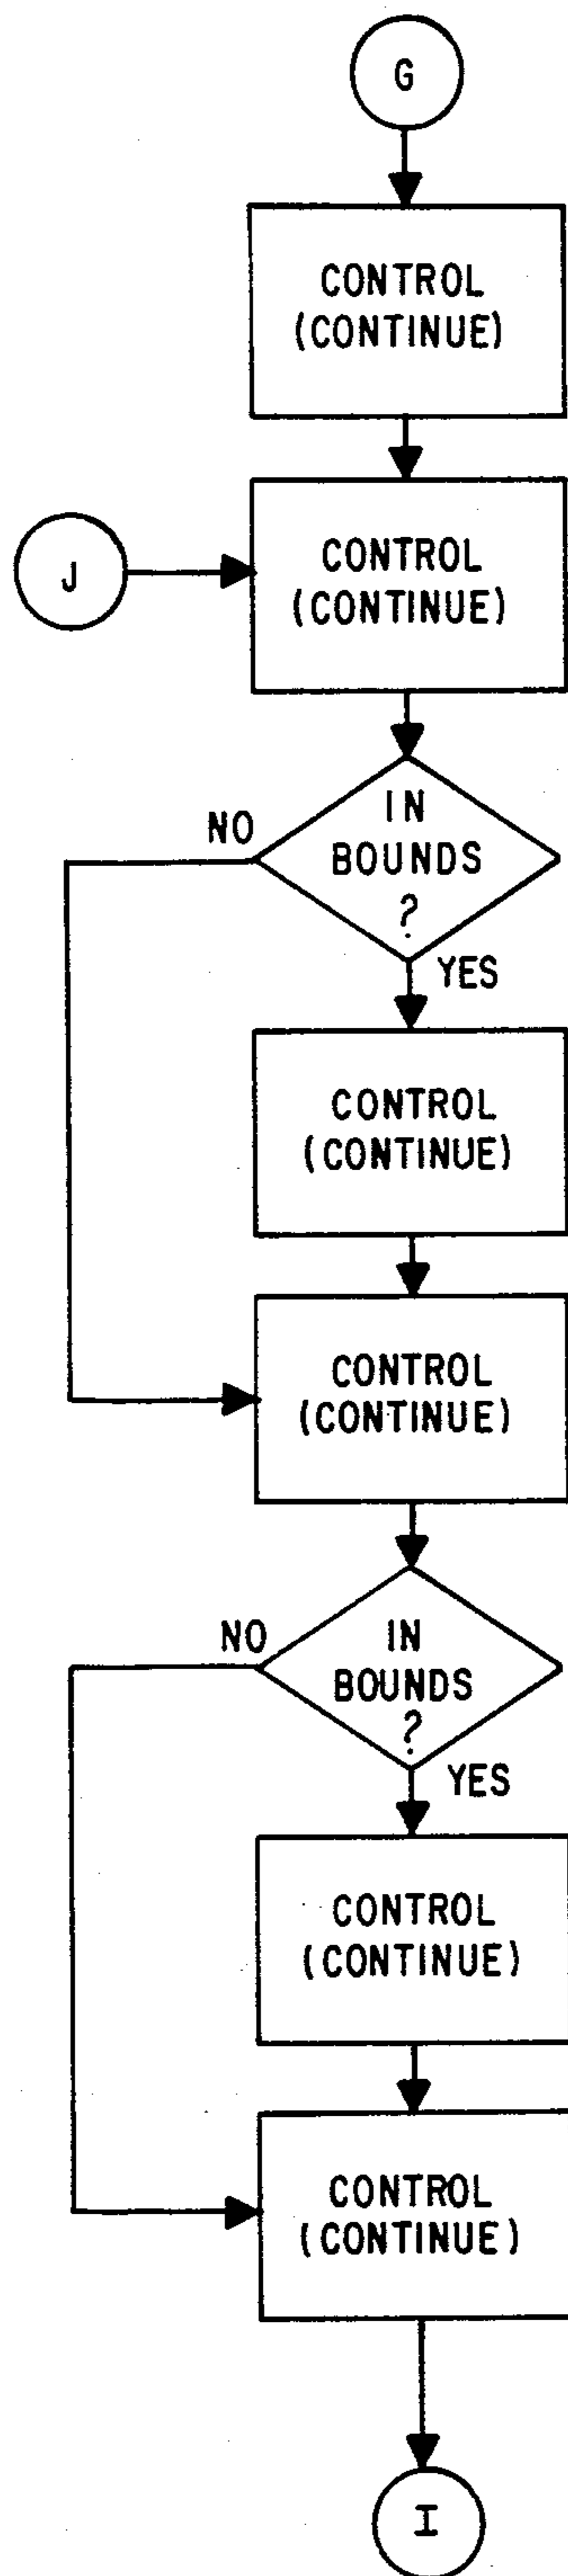 G
CONTROL
(CONTINUE)
J
CONTROL
(CONTINUE)
NO
IN
BOUNDS
?
YES
CONTROL
(CONTINUE)
CONTROL
(CONTINUE)
NO
IN
BOUNDS
?
YES
CONTROL
(CONTINUE)
CONTROL
(CONTINUE)
I